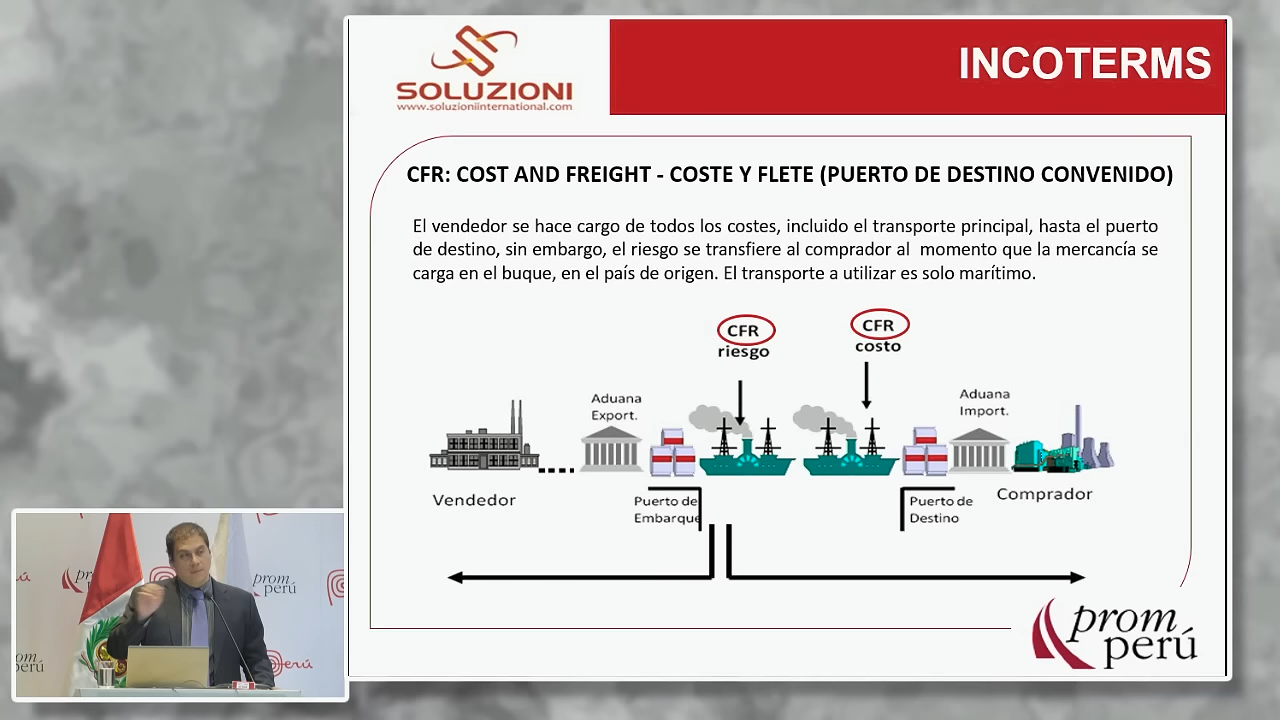 SOLUZIONI
www.soluzioniinternational.com
INCOTERMS
CFR: COST AND FREIGHT - COSTE Y FLETE (PUERTO DE DESTINO CONVENIDO)
El vendedor se hace cargo de todos los costes, incluido el transporte principal, hasta el puerto
de destino, sin embargo, el riesgo se transfiere al comprador al momento que la mercancía se
carga en el buque, en el país de origen. El transporte a utilizar es solo marítimo.
CFR
riesgo
CFR
costo
Aduana
Export.
Aduana
Import.
Vendedor
Puerto de
Embarque
Puerto de
Destino
Comprador
prom
perú
prom
perú
perú